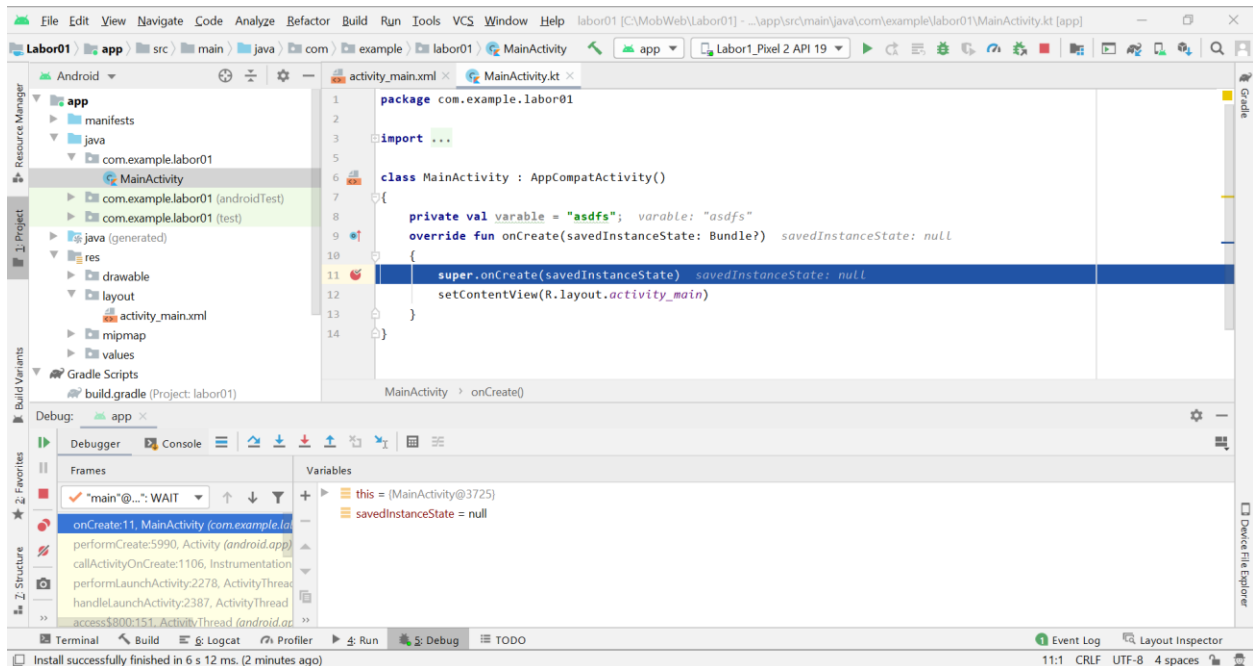 File Edit View Navigate Code Analyze Refactor Build Run Tools VCS Window Help labor01 [C:\MobWeb\Labor01] - ...\app\src\main\java\com\example\labor01\MainActivity.kt [app]
Labor01 app src main java com example labor01 MainActivity app Labor1_Pixel 2 API 19
Android
activity_main.xml MainActivity.kt
Resource Manager
1: Project
Build Variants
2: Favorites
Z: Structure
app
manifests
java
com.example.labor01
MainActivity
com.example.labor01 (androidTest)
com.example.labor01 (test)
java (generated)
res
drawable
layout
activity_main.xml
mipmap
values
Gradle Scripts
build.gradle (Project: labor01)
1 package com.example.labor01
2
3 import ...
5
6 class MainActivity : AppCompatActivity()
7 {
8 private val varable = "asdfs"; varable: "asdfs"
9 override fun onCreate(savedInstanceState: Bundle?) savedInstanceState: null
10 {
11 super.onCreate(savedInstanceState) savedInstanceState: null
12 setContentView(R.layout.activity_main)
13 }
14 }
MainActivity > onCreate()
Gradle
Device File Explorer
Debug: app
Debugger Console
Frames
Variables
"main"@...": WAIT
onCreate:11, MainActivity (com.example.lab
performCreate:5990, Activity (android.app)
callActivityOnCreate:1106, Instrumentation
performLaunchActivity:2278, ActivityThread
handleLaunchActivity:2387, ActivityThread
access$800:151, ActivityThread (android.ap
this = {MainActivity@3725}
savedInstanceState = null
Terminal Build 6: Logcat Profiler 4: Run 5: Debug TODO 1 Event Log Layout Inspector
Install successfully finished in 6 s 12 ms. (2 minutes ago) 11:1 CRLF UTF-8 4 spaces